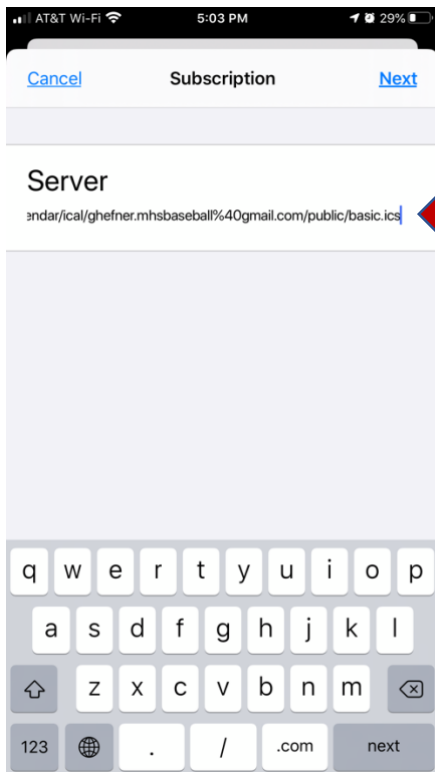 AT&T Wi-Fi 5:03 PM 29%
Cancel Subscription Next
Server
endar/ical/ghefner.mhsbaseball%40gmail.com/public/basic.ics
q w e r t y u i o p
a s d f g h j k l
z x c v b n m
123 . / .com next